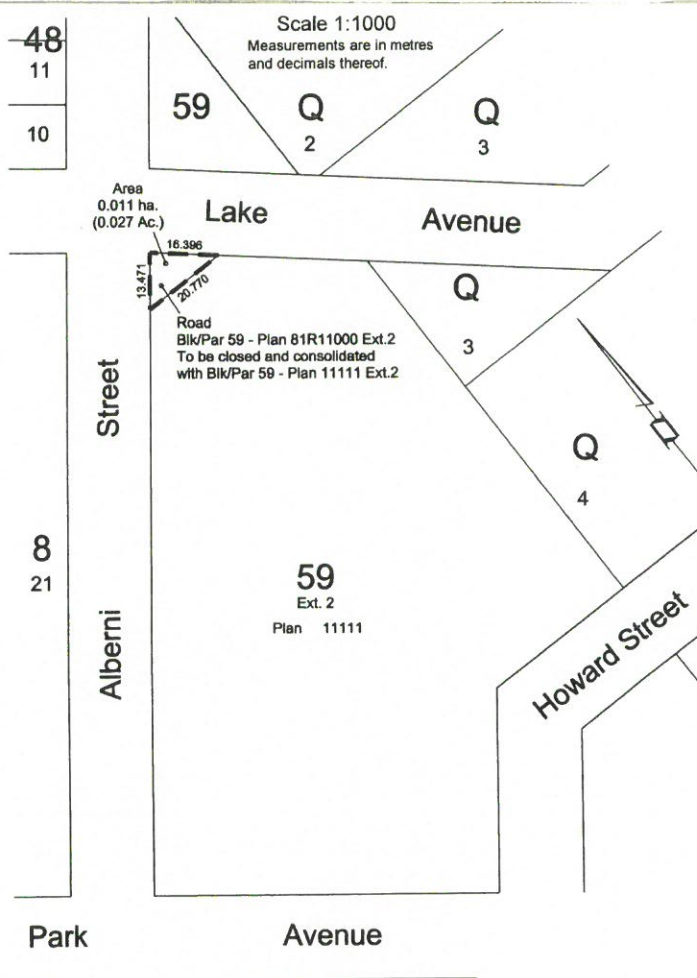 Scale 1:1000
Measurements are in metres
and decimals thereof.
48
11
10
59
Q
2
Q
3
Area
0.011 ha.
(0.027 Ac.)
Lake Avenue
16.396
13.471
20.770
Road
Blk/Par 59 - Plan 81R11000 Ext.2
To be closed and consolidated
with Blk/Par 59 - Plan 11111 Ext.2
Q
3
Q
4
Alberni Street
8
21
59
Ext. 2
Plan 11111
Howard Street
Park Avenue